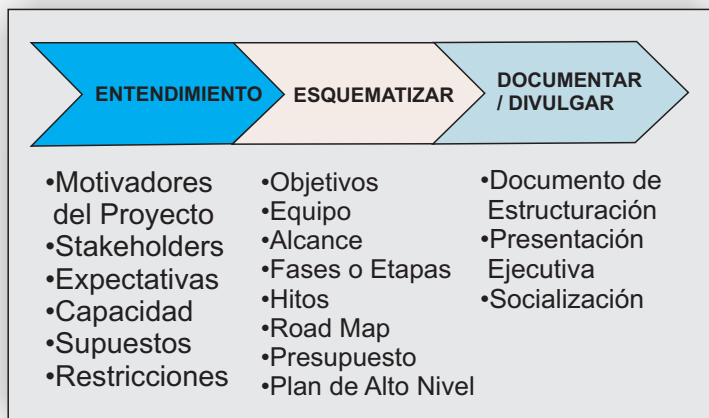 ENTENDIMIENTO
ESQUEMATIZAR
DOCUMENTAR
/ DIVULGAR
•Motivadores
del Proyecto
•Stakeholders
•Expectativas
•Capacidad
•Supuestos
•Restricciones
•Objetivos
•Equipo
•Alcance
•Fases o Etapas
•Hitos
•Road Map
•Presupuesto
•Plan de Alto Nivel
•Documento de
Estructuración
•Presentación
Ejecutiva
•Socialización